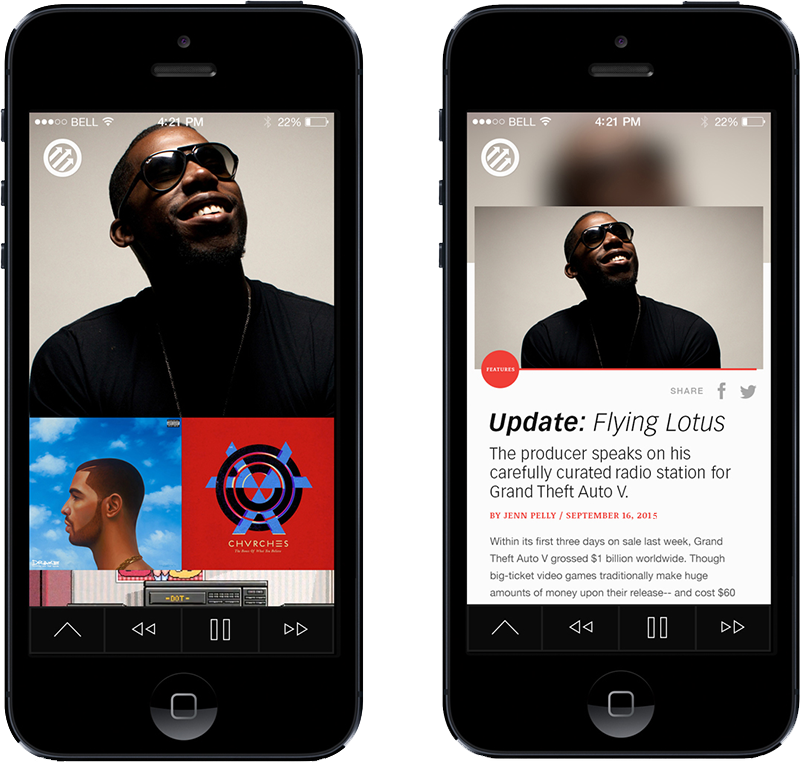 ●●●○○ BELL 4:21 PM 22%
CHVRCHES
The Bones Of What You Believe
-DOT-
●●●○○ BELL 4:21 PM 22%
FEATURES
SHARE
Update: Flying Lotus
The producer speaks on his
carefully curated radio station for
Grand Theft Auto V.
BY JENN PELLY / SEPTEMBER 16, 2015
Within its first three days on sale last week, Grand
Theft Auto V grossed $1 billion worldwide. Though
big-ticket video games traditionally make huge
amounts of money upon their release-- and cost $60